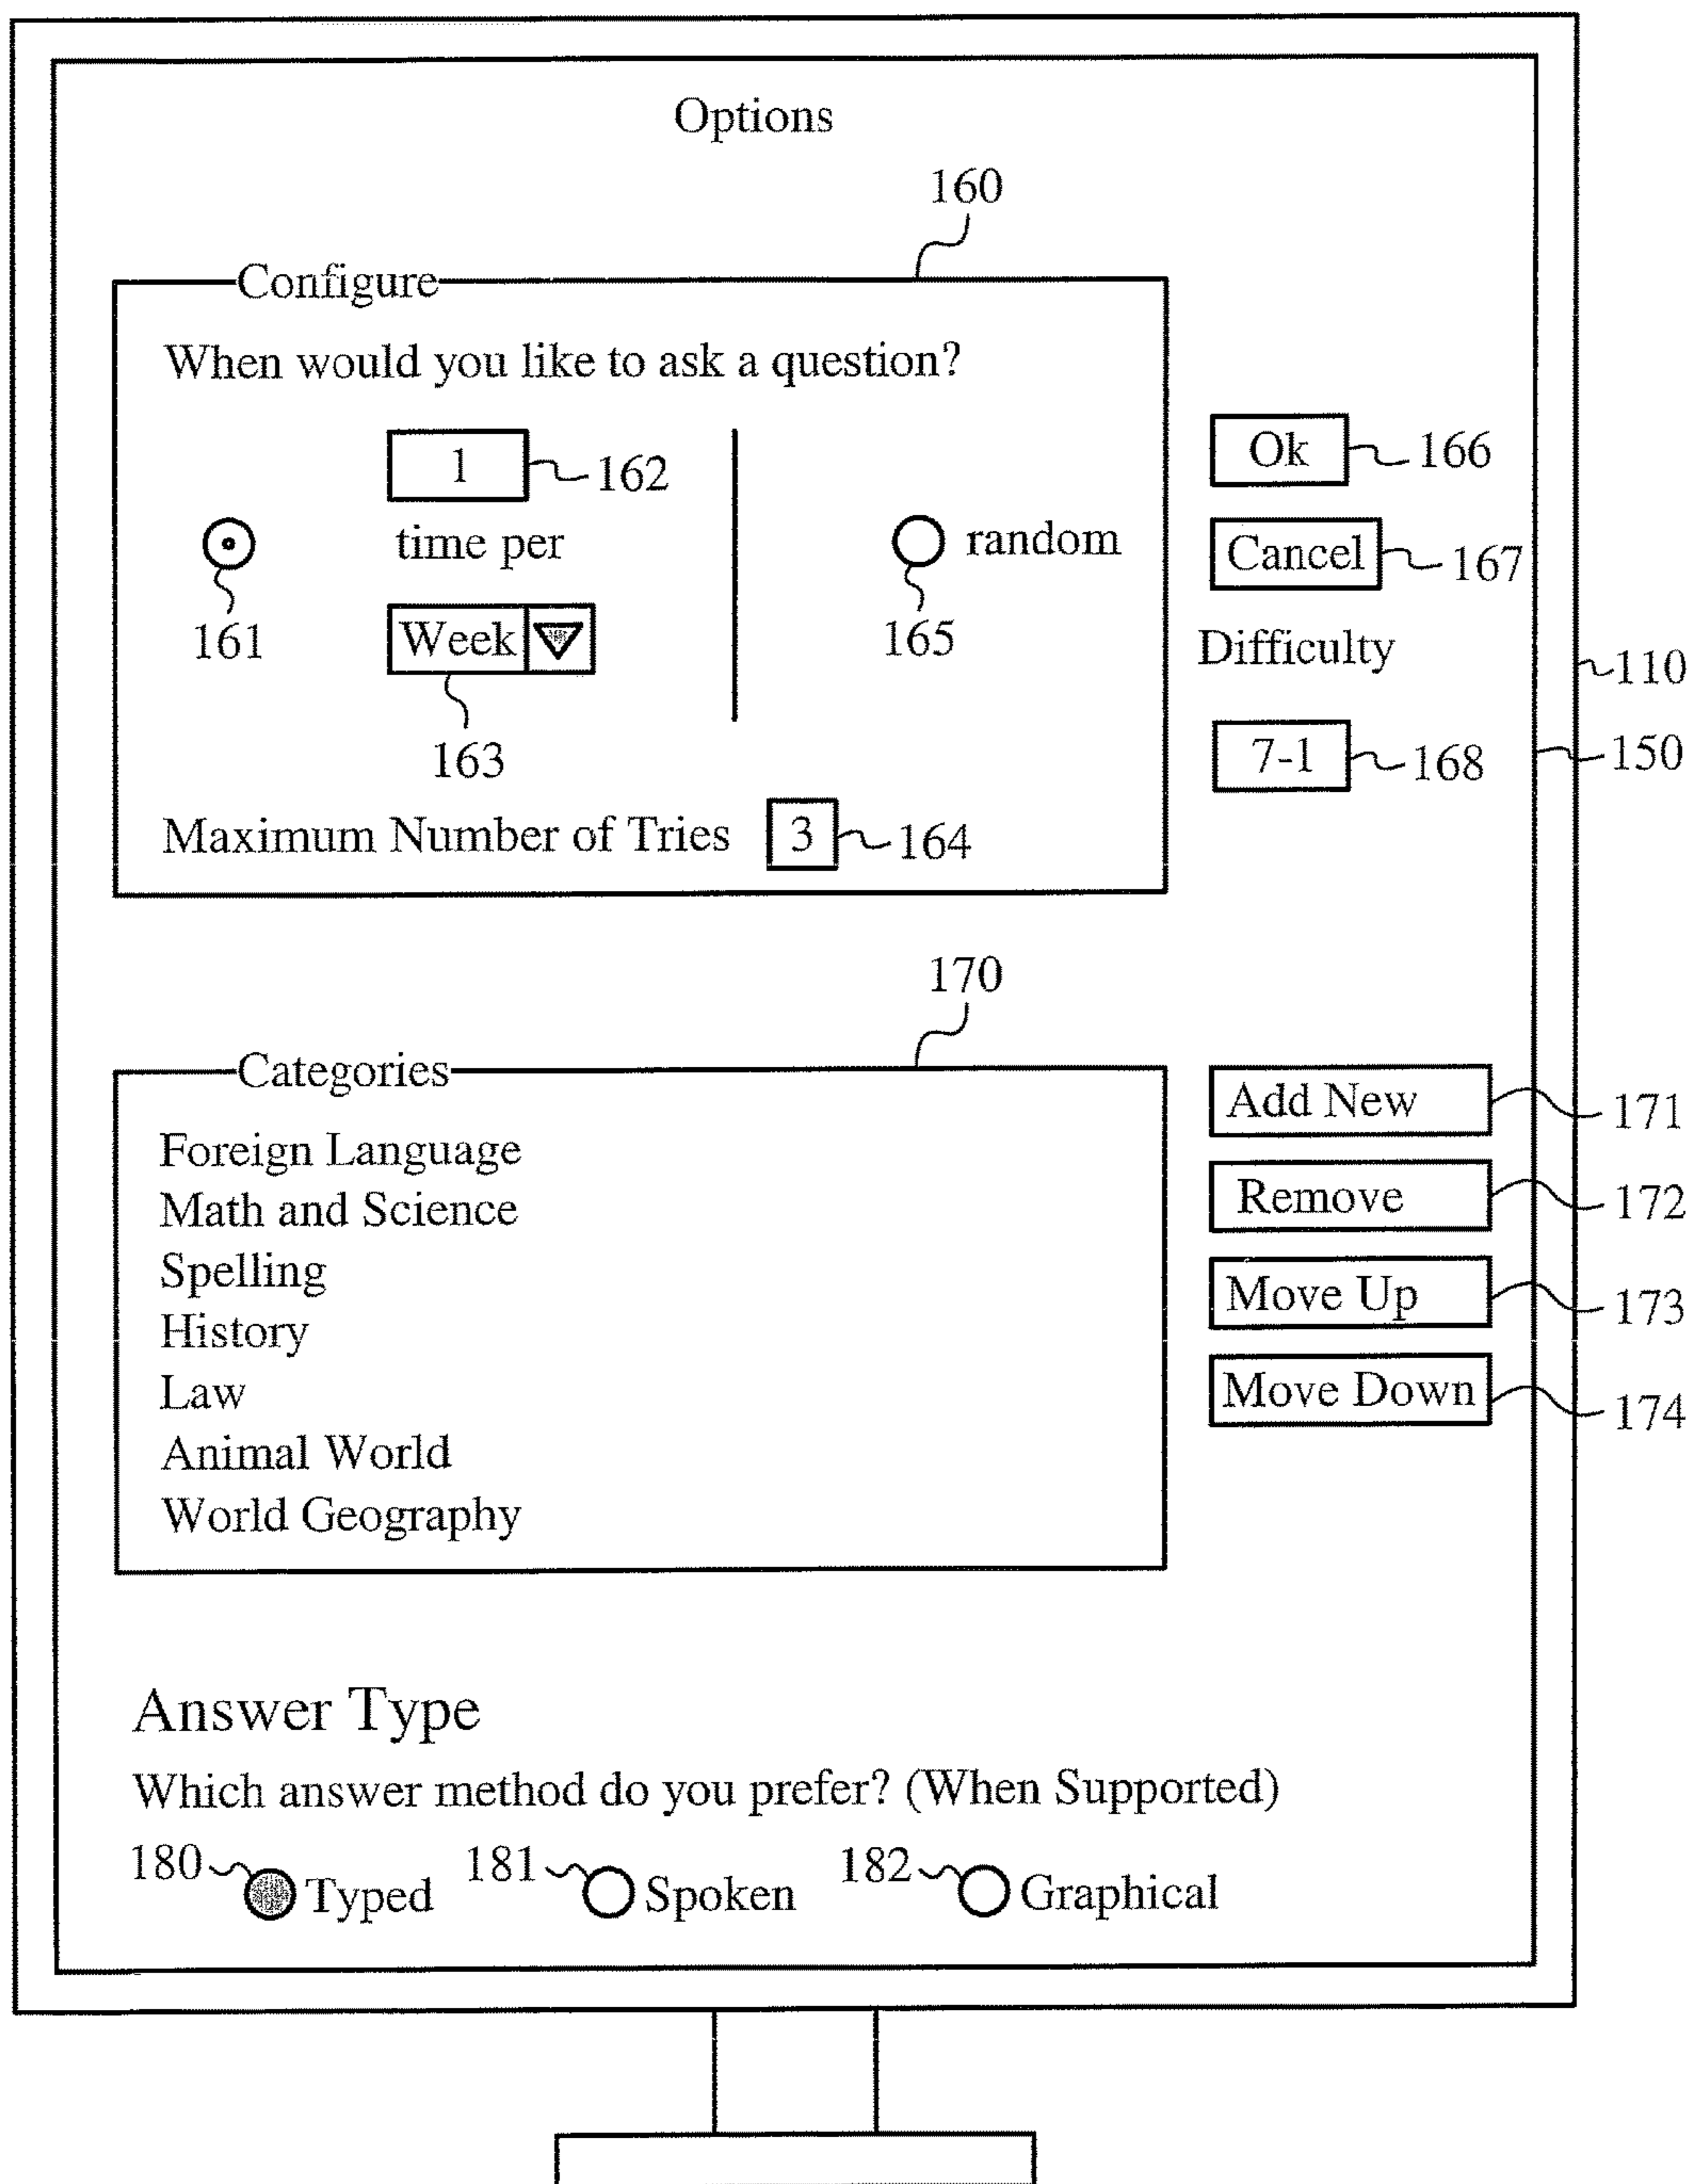 Options
160
Configure
When would you like to ask a question?
1
162
Ok
166
time per
random
Cancel
167
161
Week
165
Difficulty
110
163
7-1
168
150
Maximum Number of Tries 3
164
170
Categories
Add New
171
Foreign Language
Remove
172
Math and Science
Spelling
Move Up
173
History
Law
Move Down
174
Animal World
World Geography
Answer Type
Which answer method do you prefer? (When Supported)
180 Typed 181 Spoken 182 Graphical